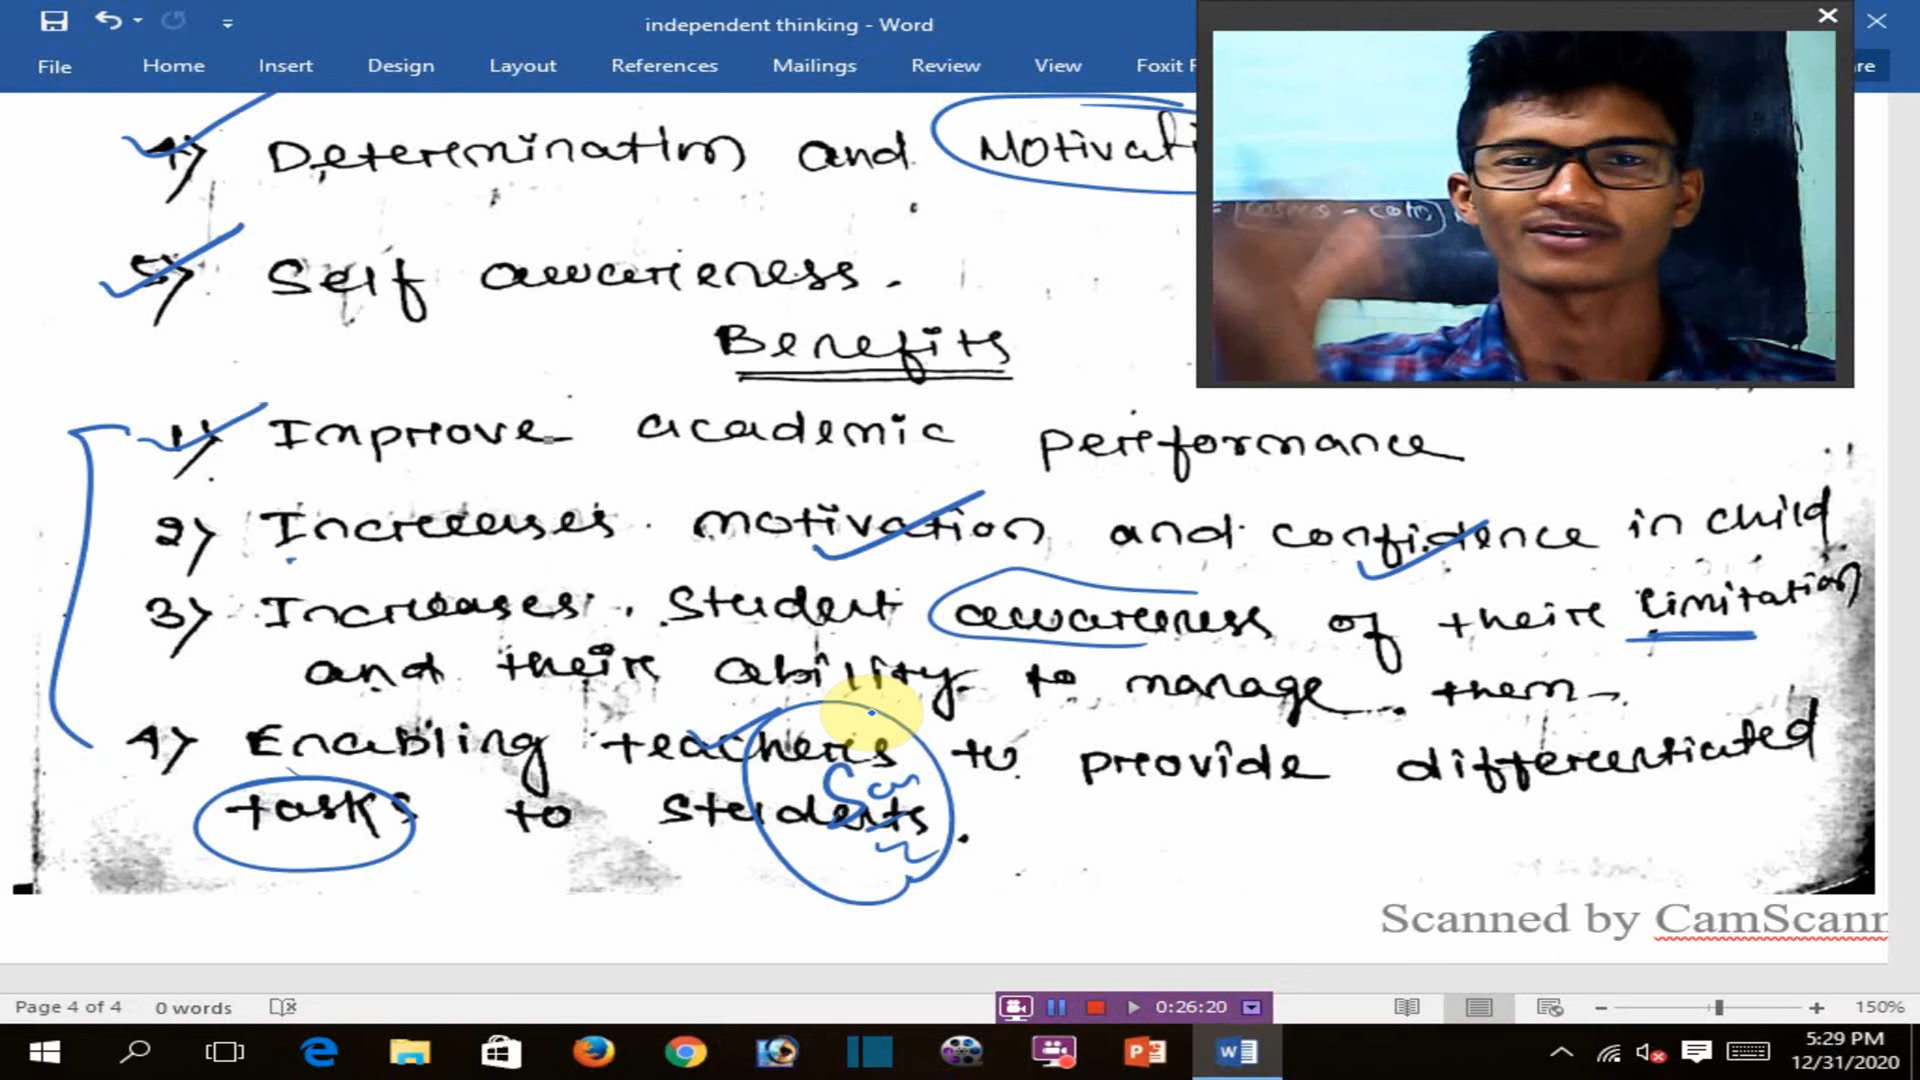 independent thinking - Word
File Home Insert Design Layout References Mailings Review View Foxit re
4) Determination and Motivati
5) Self awareness.
Benefits
1) Improve academic performance
2) Increases motivation and confidence in child
3) Increases student awareness of their limitation
and their ability to manage them.
4) Enabling teachers to provide differentiated
tasks to students.
Scanned by CamScann
Page 4 of 4 0 words 0:26:20 150%
5:29 PM
12/31/2020